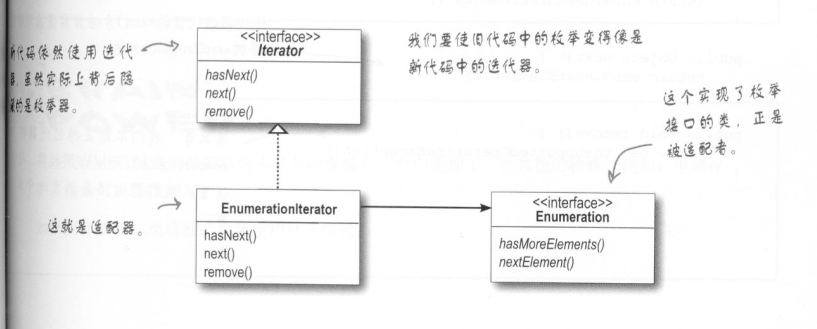 新代码依然使用迭代
器，虽然实际上背后隐
藏的是枚举器。
<<interface>>
Iterator
hasNext()
next()
remove()
我们要使旧代码中的枚举变得像是
新代码中的迭代器。
这个实现了枚举
接口的类，正是
被适配者。
这就是适配器。
EnumerationIterator
hasNext()
next()
remove()
<<interface>>
Enumeration
hasMoreElements()
nextElement()